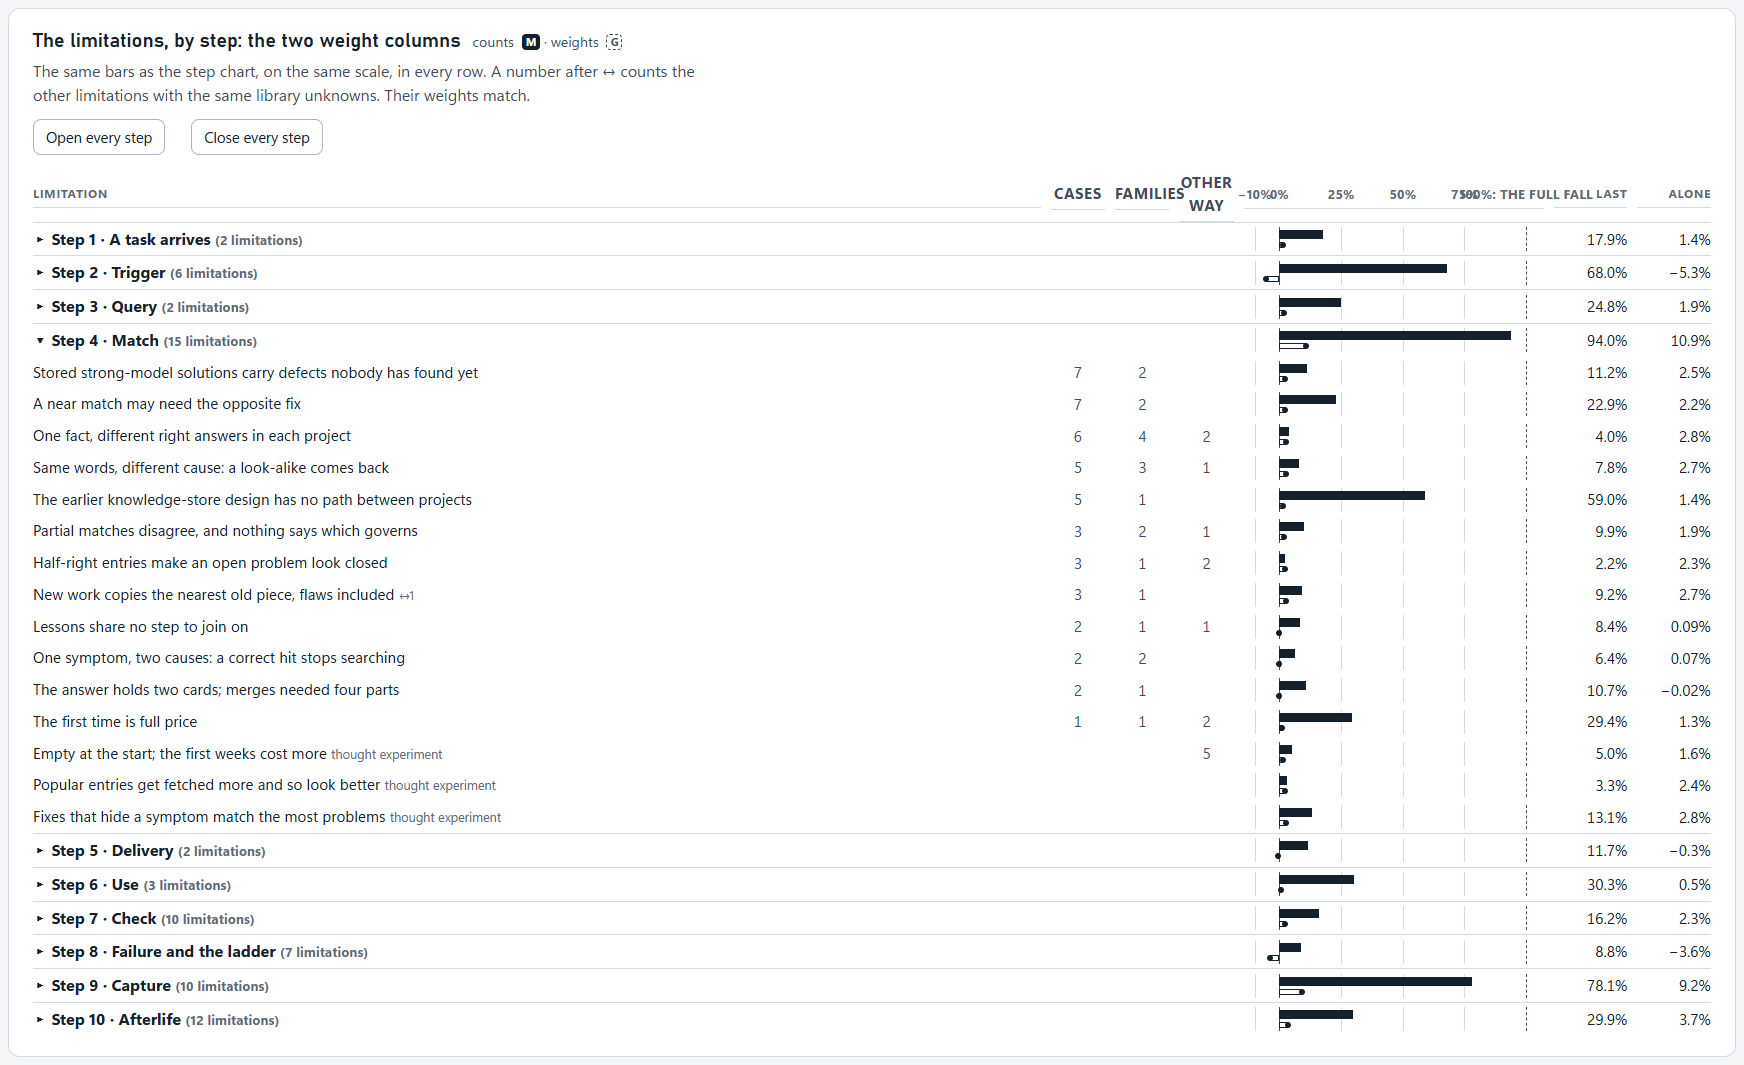 The limitations, by step: the two weight columns counts M · weights G
The same bars as the step chart, on the same scale, in every row. A number after ↔ counts the
other limitations with the same library unknowns. Their weights match.
Open every step Close every step
LIMITATION CASES FAMILIES OTHER WAY −10% 0% 25% 50% 75% 100%: THE FULL FALL LAST ALONE
▸ Step 1 · A task arrives (2 limitations) 17.9% 1.4%
▸ Step 2 · Trigger (6 limitations) 68.0% −5.3%
▸ Step 3 · Query (2 limitations) 24.8% 1.9%
▾ Step 4 · Match (15 limitations) 94.0% 10.9%
Stored strong-model solutions carry defects nobody has found yet 7 2 11.2% 2.5%
A near match may need the opposite fix 7 2 22.9% 2.2%
One fact, different right answers in each project 6 4 2 4.0% 2.8%
Same words, different cause: a look-alike comes back 5 3 1 7.8% 2.7%
The earlier knowledge-store design has no path between projects 5 1 59.0% 1.4%
Partial matches disagree, and nothing says which governs 3 2 1 9.9% 1.9%
Half-right entries make an open problem look closed 3 1 2 2.2% 2.3%
New work copies the nearest old piece, flaws included ↔1 3 1 9.2% 2.7%
Lessons share no step to join on 2 1 1 8.4% 0.09%
One symptom, two causes: a correct hit stops searching 2 2 6.4% 0.07%
The answer holds two cards; merges needed four parts 2 1 10.7% −0.02%
The first time is full price 1 1 2 29.4% 1.3%
Empty at the start; the first weeks cost more thought experiment 5 5.0% 1.6%
Popular entries get fetched more and so look better thought experiment 3.3% 2.4%
Fixes that hide a symptom match the most problems thought experiment 13.1% 2.8%
▸ Step 5 · Delivery (2 limitations) 11.7% −0.3%
▸ Step 6 · Use (3 limitations) 30.3% 0.5%
▸ Step 7 · Check (10 limitations) 16.2% 2.3%
▸ Step 8 · Failure and the ladder (7 limitations) 8.8% −3.6%
▸ Step 9 · Capture (10 limitations) 78.1% 9.2%
▸ Step 10 · Afterlife (12 limitations) 29.9% 3.7%